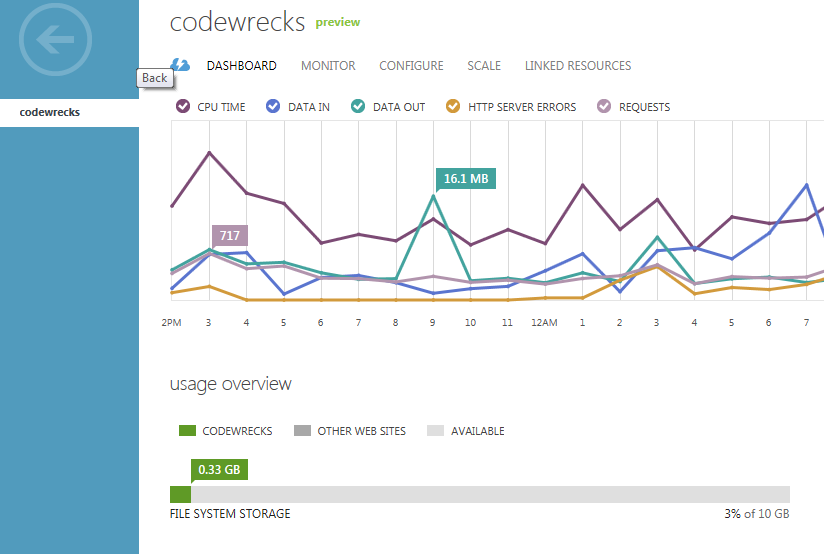 codewrecks preview
Back
DASHBOARD MONITOR CONFIGURE SCALE LINKED RESOURCES
codewrecks
CPU TIME DATA IN DATA OUT HTTP SERVER ERRORS REQUESTS
16.1 MB
717
2PM 3 4 5 6 7 8 9 10 11 12AM 1 2 3 4 5 6 7
usage overview
CODEWRECKS OTHER WEB SITES AVAILABLE
0.33 GB
FILE SYSTEM STORAGE 3% of 10 GB